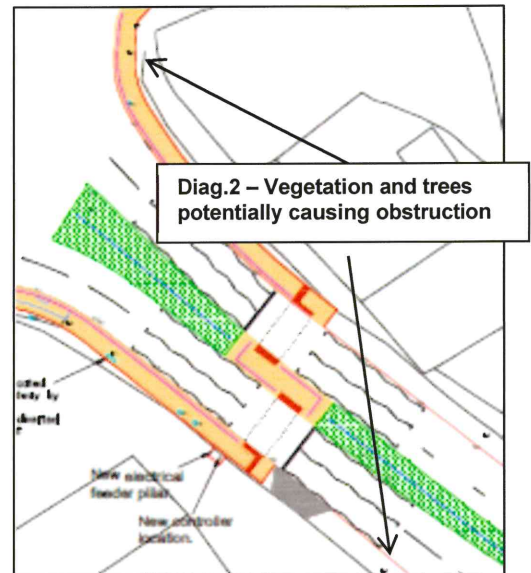 Diag.2 – Vegetation and trees
potentially causing obstruction
New electrical
feeder pillar
New controller
location.